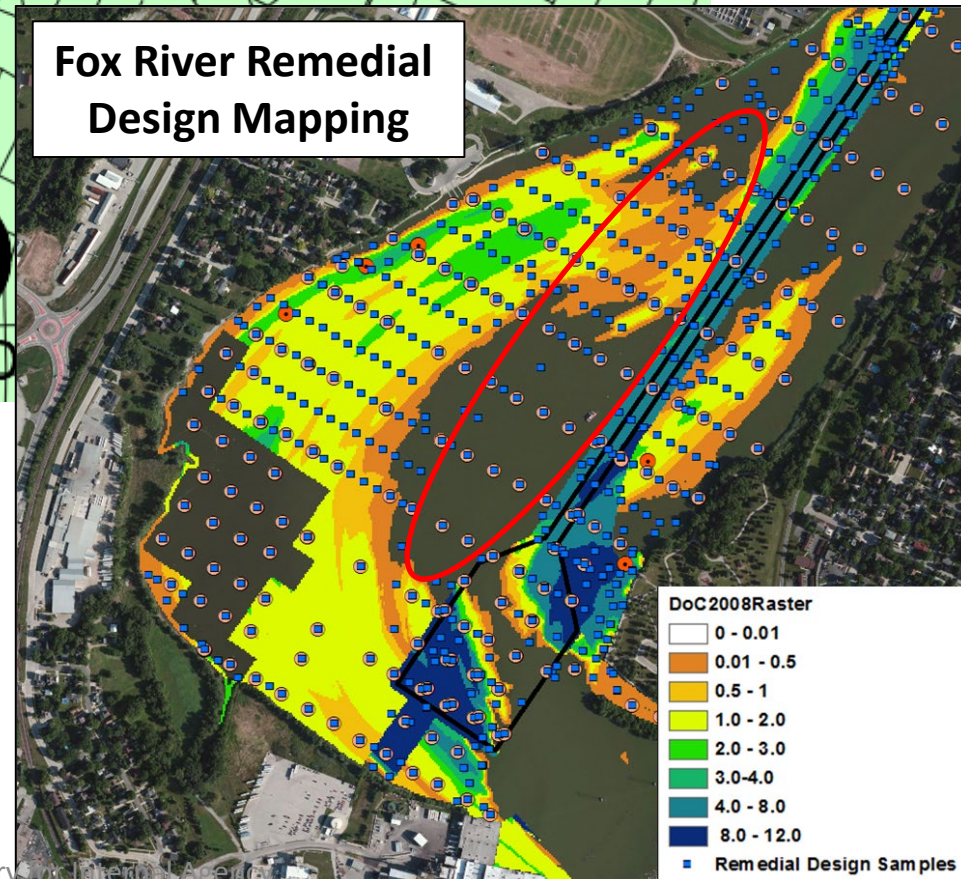 Fox River Remedial
Design Mapping
DoC2008Raster
0 - 0.01
0.01 - 0.5
0.5 - 1
1.0 - 2.0
2.0 - 3.0
3.0-4.0
4.0 - 8.0
8.0 - 12.0
Remedial Design Samples